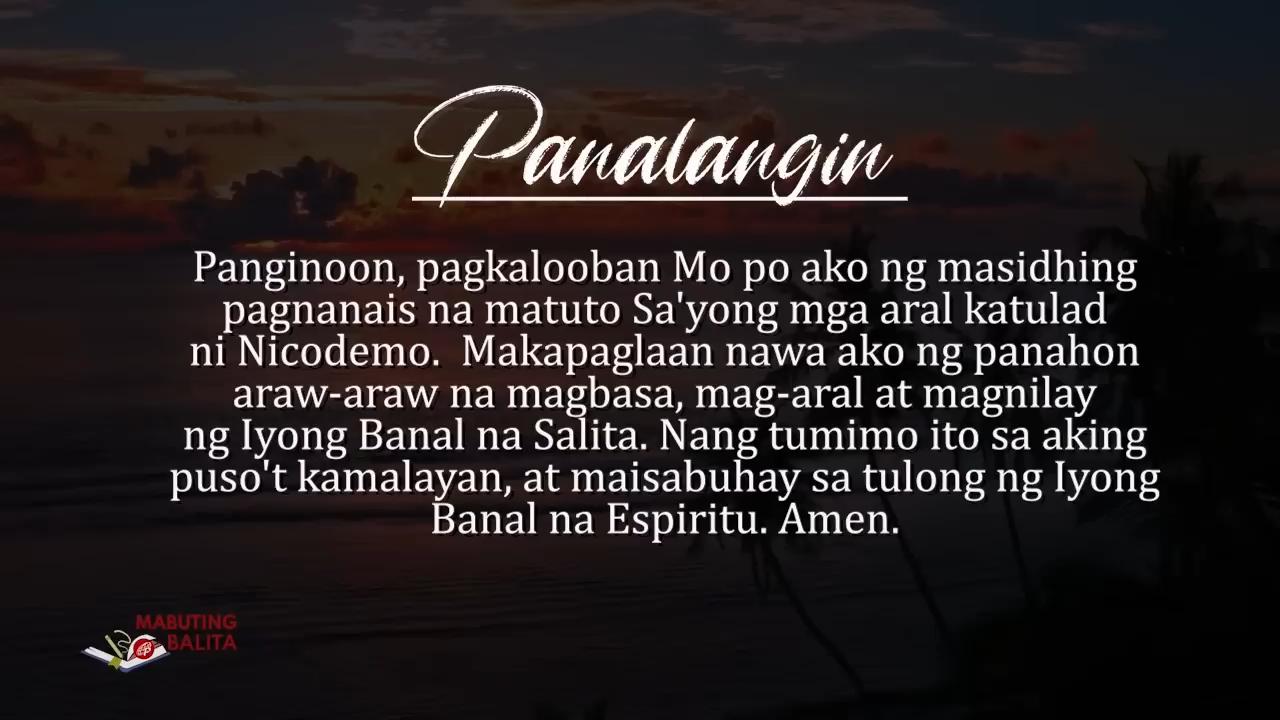 Panalangin
Panginoon, pagkalooban Mo po ako ng masidhing
pagnanais na matuto Sa'yong mga aral katulad
ni Nicodemo.  Makapaglaan nawa ako ng panahon
araw-araw na magbasa, mag-aral at magnilay
ng Iyong Banal na Salita. Nang tumimo ito sa aking
puso't kamalayan, at maisabuhay sa tulong ng Iyong
Banal na Espiritu. Amen.
MABUTING
BALITA